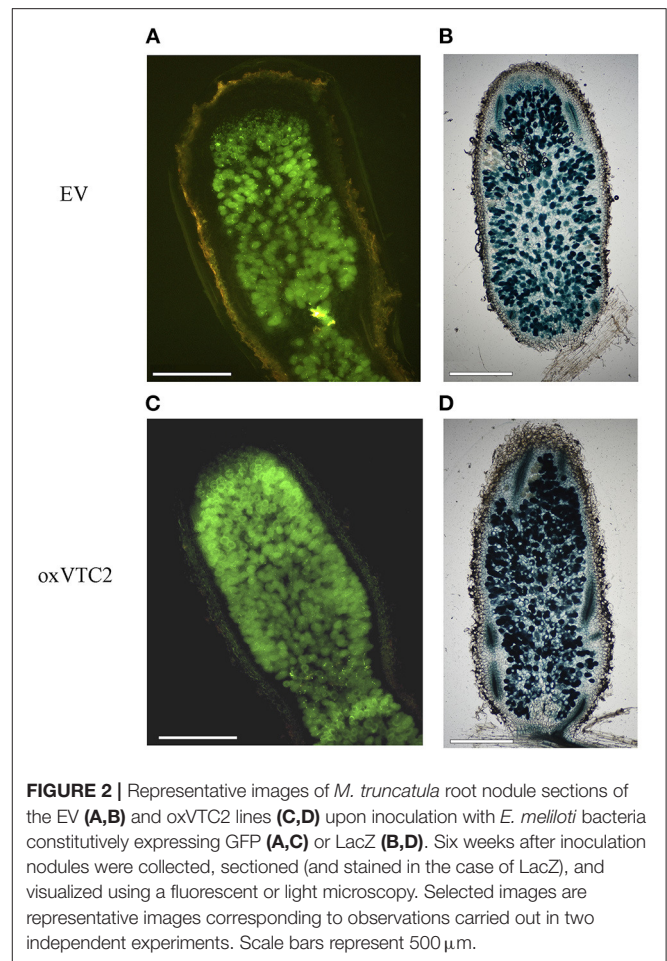 A
B
EV
C
D
oxVTC2
FIGURE 2 | Representative images of M. truncatula root nodule sections of
the EV (A,B) and oxVTC2 lines (C,D) upon inoculation with E. meliloti bacteria
constitutively expressing GFP (A,C) or LacZ (B,D). Six weeks after inoculation
nodules were collected, sectioned (and stained in the case of LacZ), and
visualized using a fluorescent or light microscopy. Selected images are
representative images corresponding to observations carried out in two
independent experiments. Scale bars represent 500 μm.